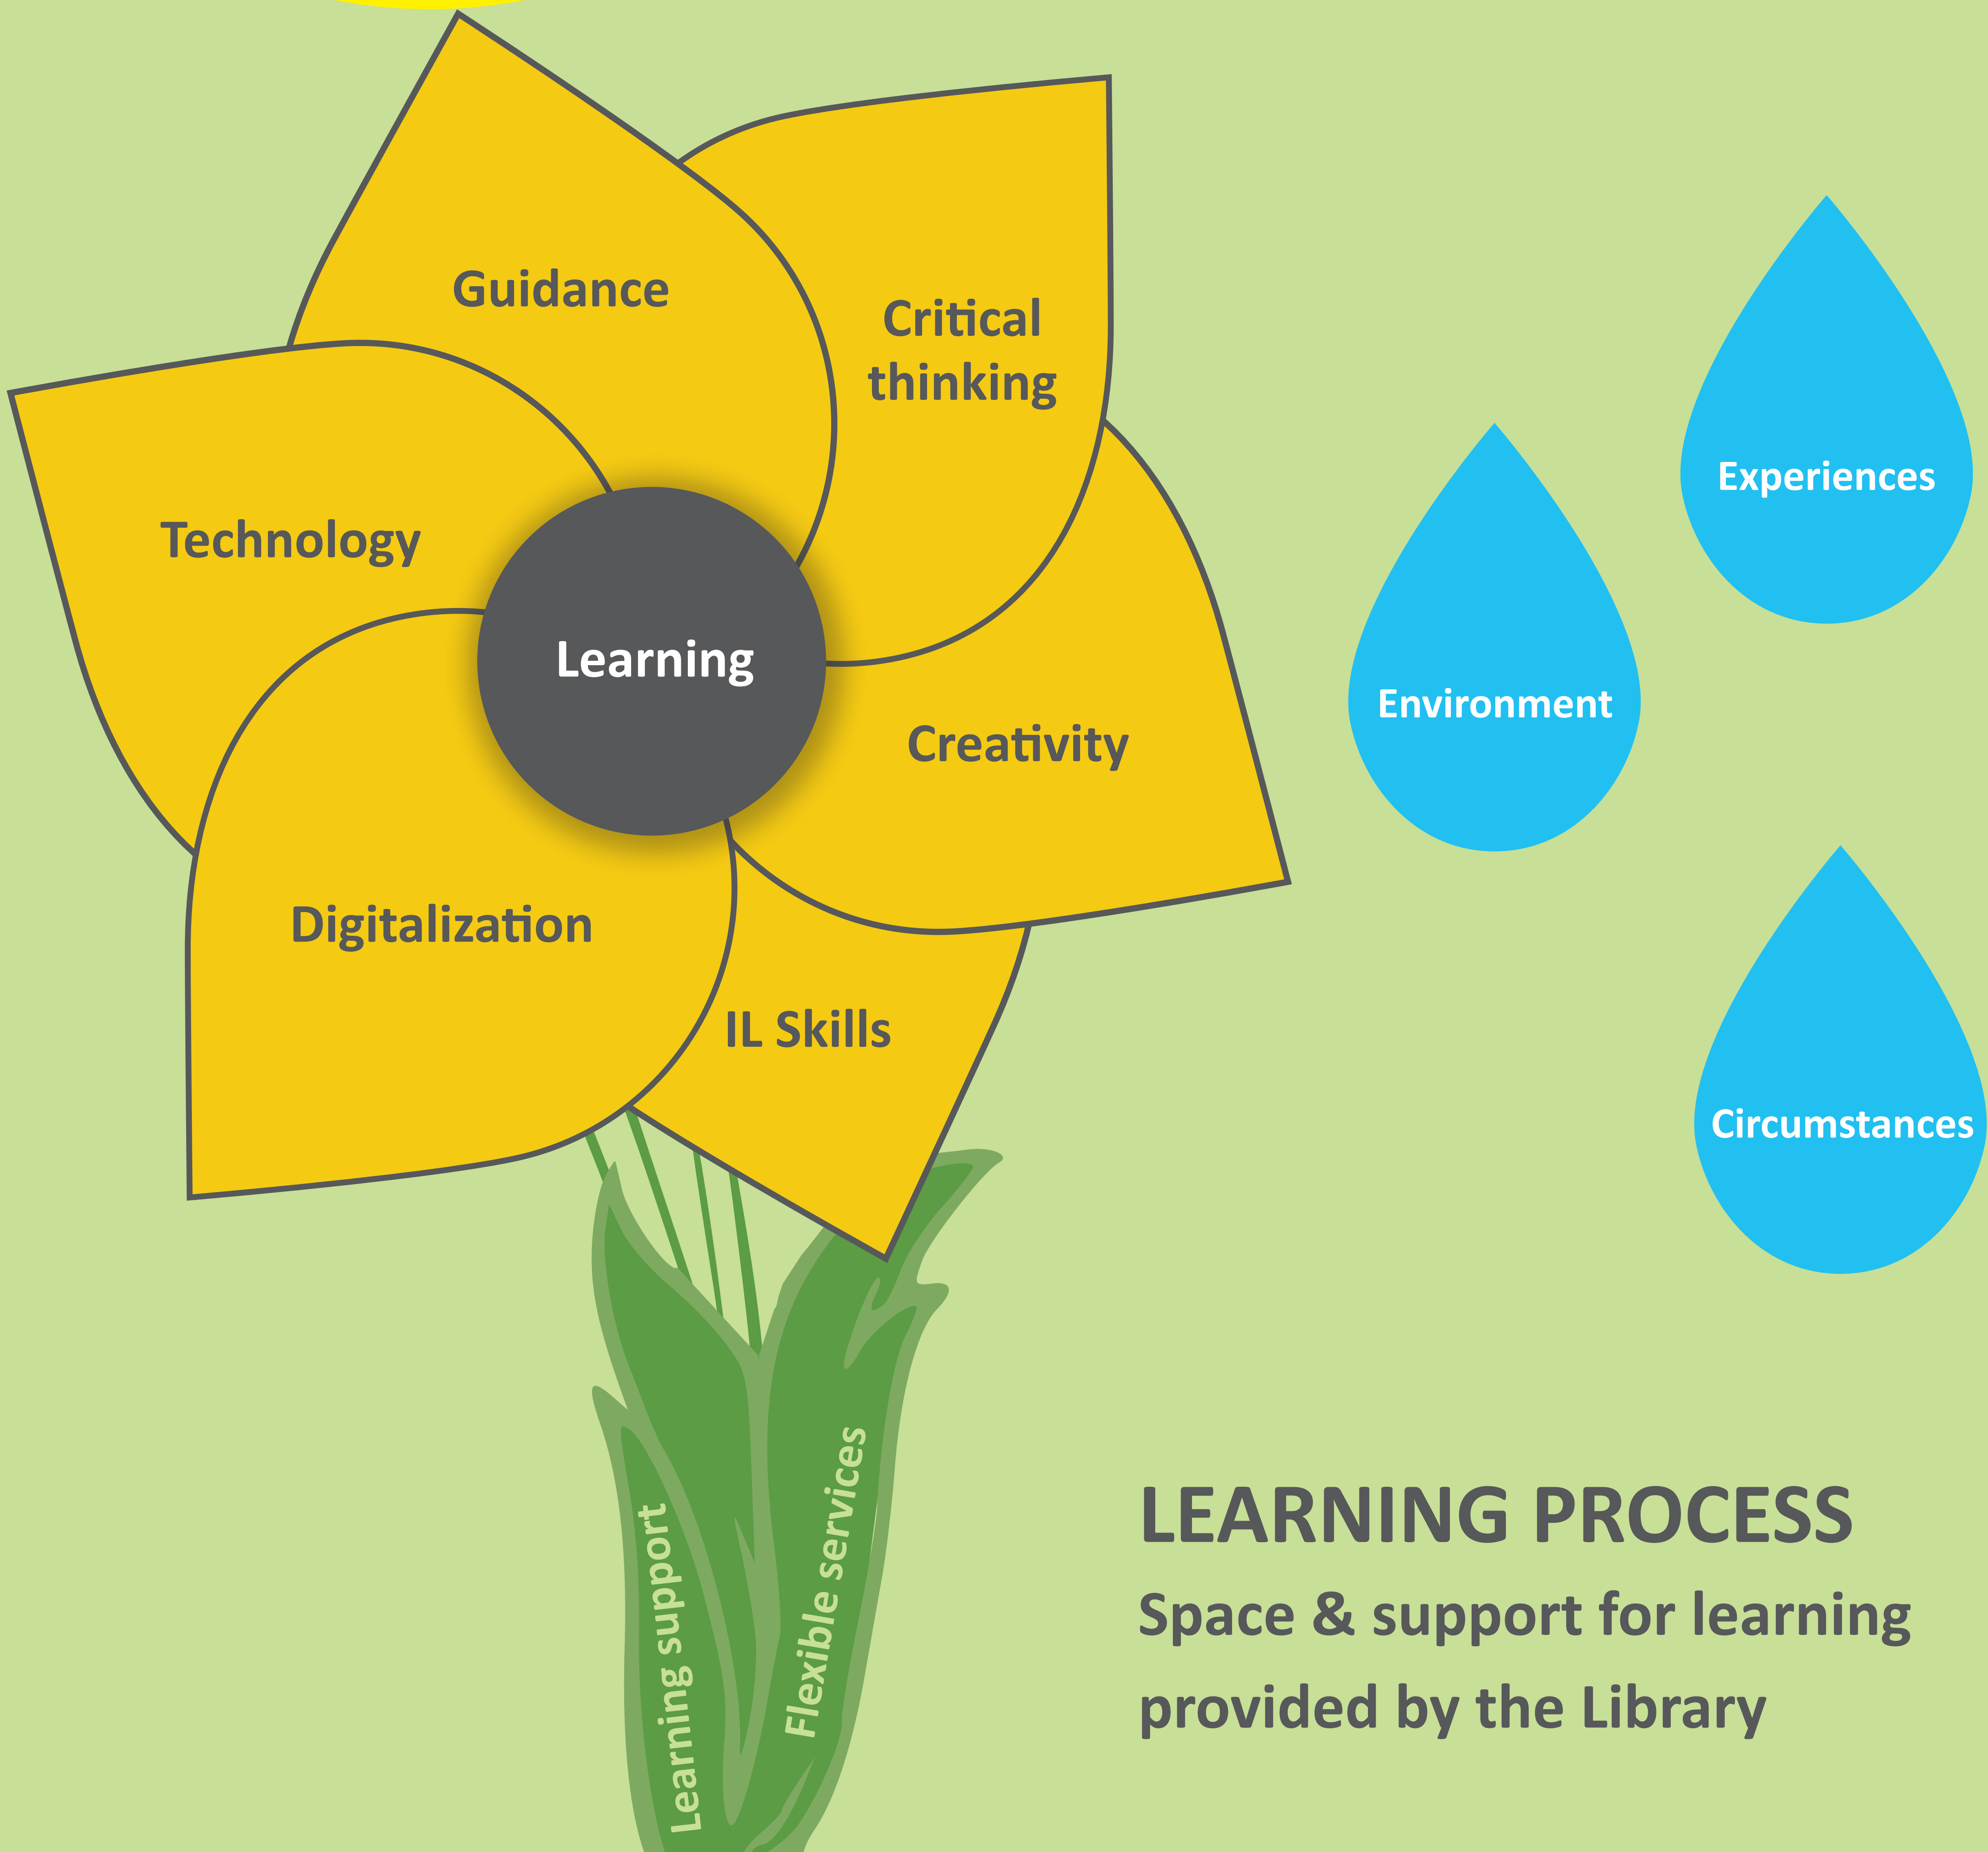 Guidance
Critical
thinking
Technology
Learning
Creativity
Digitalization
IL Skills
Experiences
Environment
Circumstances
Learning support
Flexible services
LEARNING PROCESS
Space & support for learning
provided by the Library